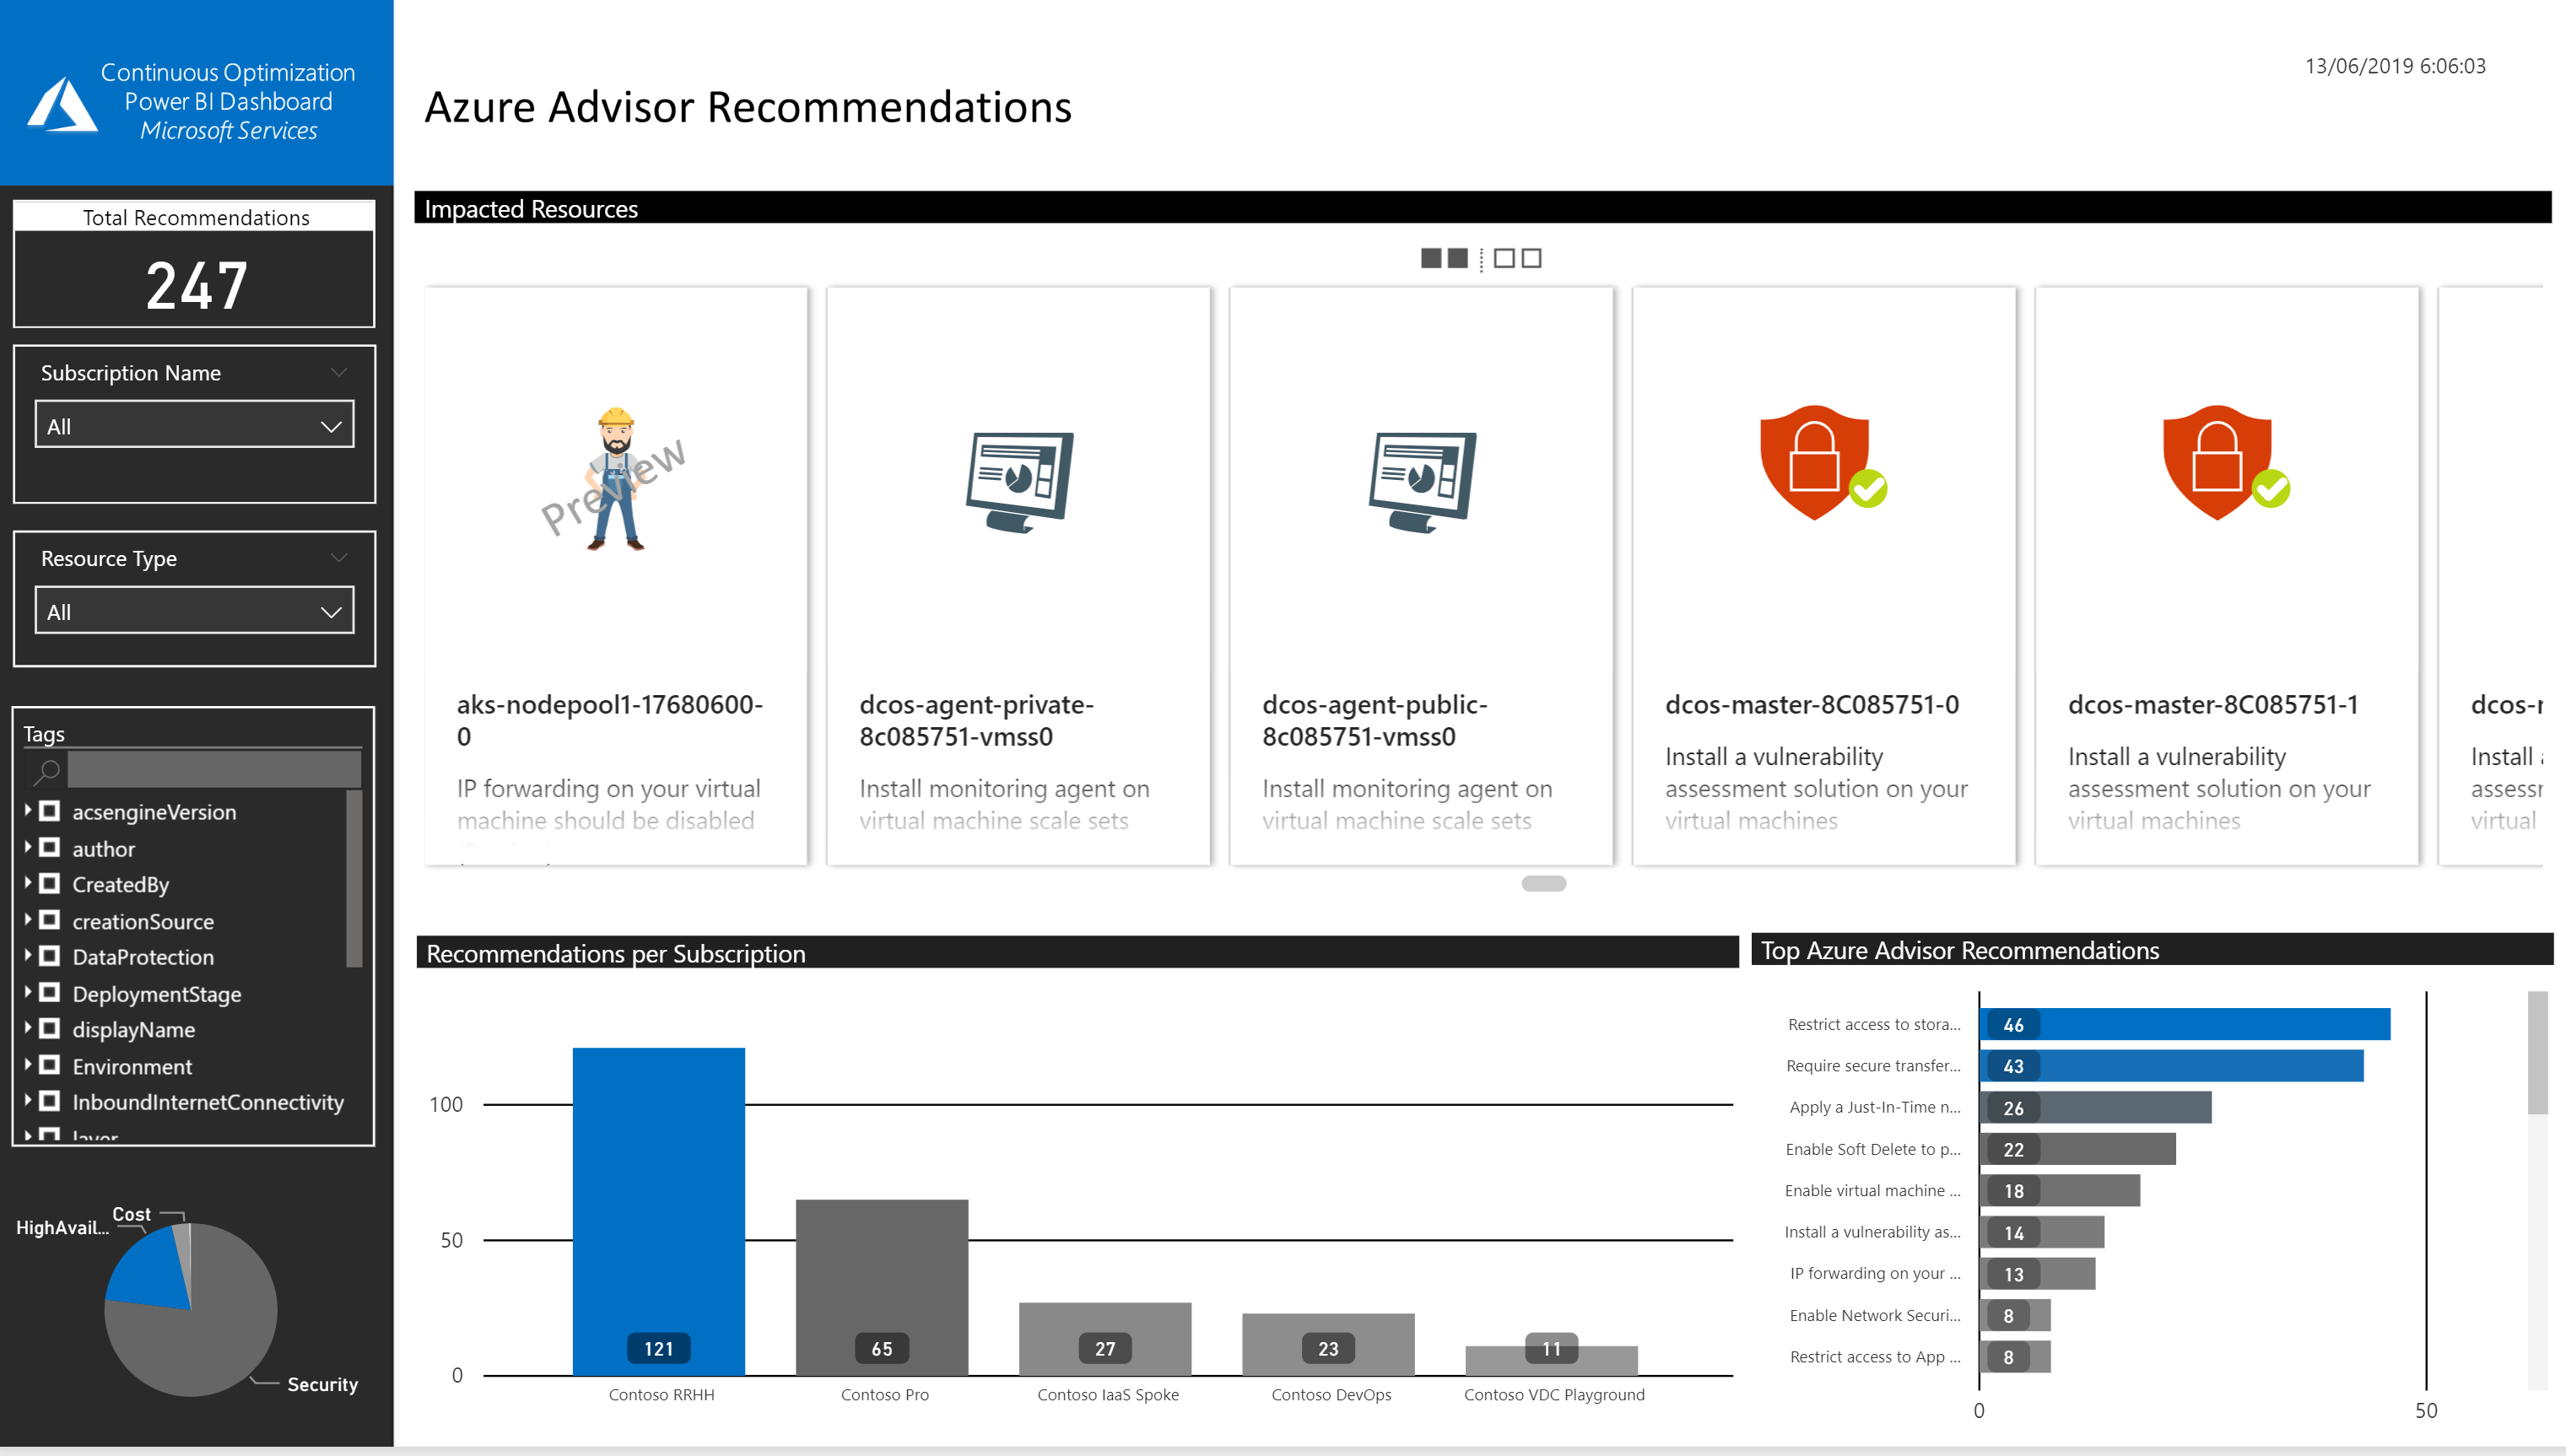 Continuous Optimization
Power BI Dashboard
Microsoft Services
Azure Advisor Recommendations
13/06/2019 6:06:03
Total Recommendations
247
Subscription Name
All
Resource Type
All
Tags
acsengineVersion
author
CreatedBy
creationSource
DataProtection
DeploymentStage
displayName
Environment
InboundInternetConnectivity
layer
Cost
HighAvail...
Security
Impacted Resources
Preview
aks-nodepool1-17680600-
0
IP forwarding on your virtual
machine should be disabled
dcos-agent-private-
8c085751-vmss0
Install monitoring agent on
virtual machine scale sets
dcos-agent-public-
8c085751-vmss0
Install monitoring agent on
virtual machine scale sets
dcos-master-8C085751-0
Install a vulnerability
assessment solution on your
virtual machines
dcos-master-8C085751-1
Install a vulnerability
assessment solution on your
virtual machines
Install
virtual
Recommendations per Subscription
100
50
0
121
65
27
23
11
Contoso RRHH
Contoso Pro
Contoso IaaS Spoke
Contoso DevOps
Contoso VDC Playground
Top Azure Advisor Recommendations
Restrict access to stora... 46
Require secure transfer... 43
Apply a Just-In-Time n... 26
Enable Soft Delete to p... 22
Enable virtual machine ... 18
Install a vulnerability as... 14
IP forwarding on your ... 13
Enable Network Securi... 8
Restrict access to App ... 8
0
50